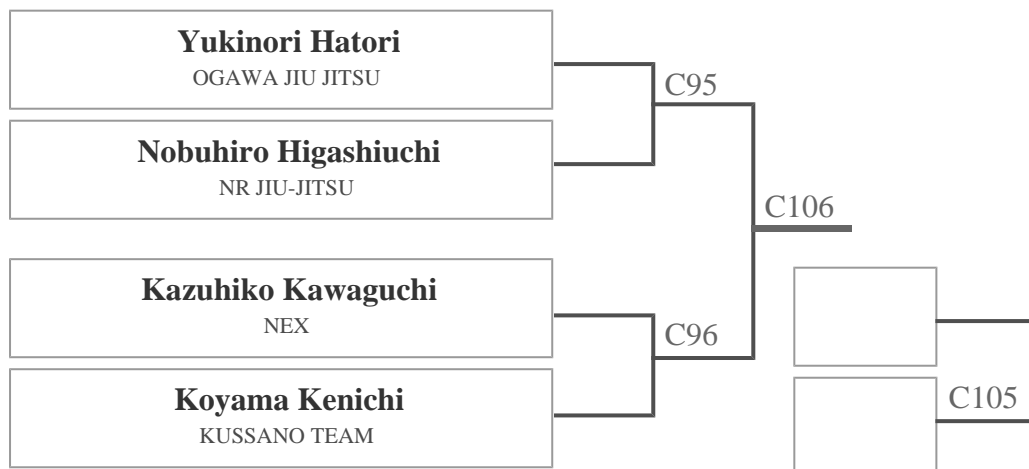 Yukinori Hatori
OGAWA JIU JITSU
C95
Nobuhiro Higashiuchi
NR JIU-JITSU
C106
Kazuhiko Kawaguchi
NEX
C96
Koyama Kenichi
KUSSANO TEAM
C105